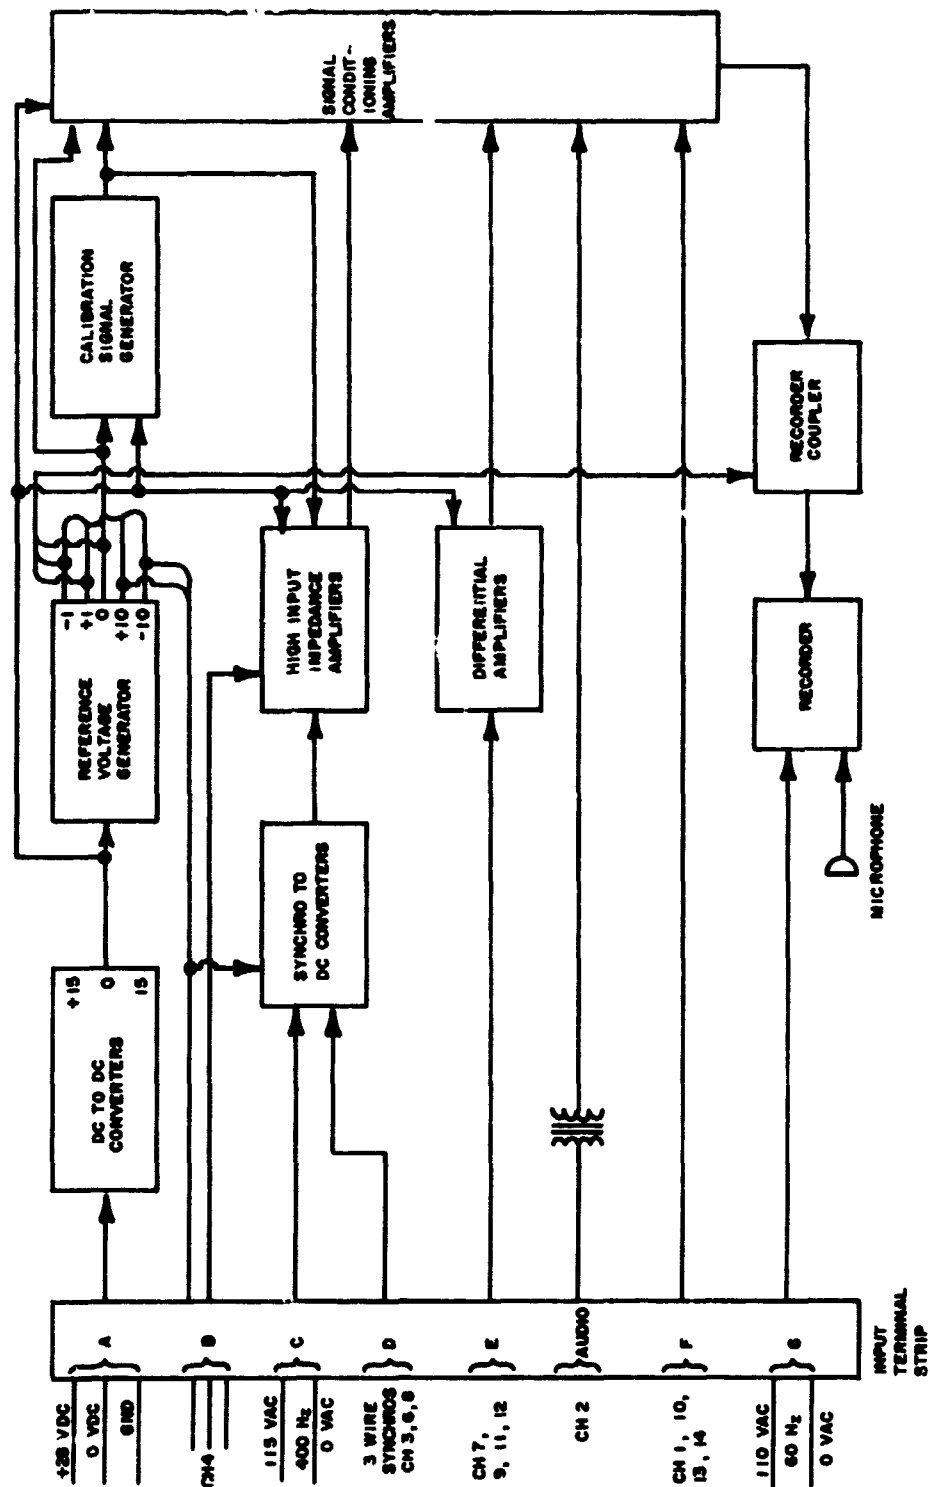 +28 VDC
0 VDC
GND
A
CH4
B
115 VAC
400 Hz
0 VAC
C
3 WIRE
SYNCHROS
CH 3, 6, 8
D
CH 7,
9, 11, 12
E
CH 2
AUDIO
CH 1, 10,
13, 14
F
110 VAC
60 Hz
0 VAC
G
INPUT
TERMINAL
STRIP
DC TO DC
CONVERTERS
+15
0
15
REFERENCE
VOLTAGE
GENERATOR
-1
+1
0
+10
-10
CALIBRATION
SIGNAL
GENERATOR
SIGNAL
CONDIT-
IONING
AMPLIFIERS
SYNCHRO TO
DC CONVERTERS
HIGH INPUT
IMPEDANCE
AMPLIFIERS
DIFFERENTIAL
AMPLIFIERS
MICROPHONE
RECORDER
RECORDER
COUPLER